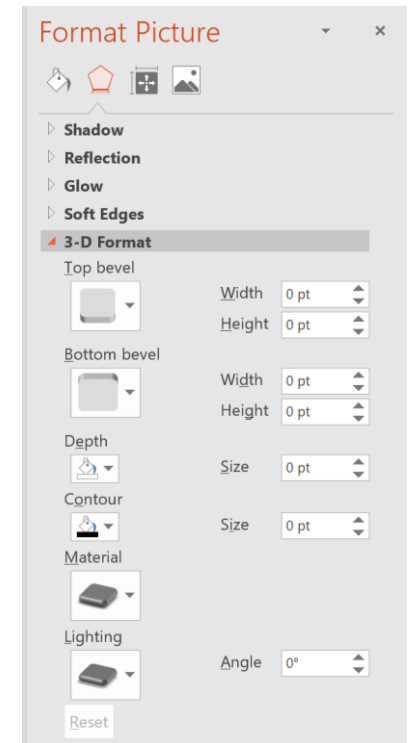 Format Picture
Shadow
Reflection
Glow
Soft Edges
3-D Format
Top bevel
Width 0 pt
Height 0 pt
Bottom bevel
Width 0 pt
Height 0 pt
Depth
Size 0 pt
Contour
Size 0 pt
Material
Lighting
Angle 0°
Reset